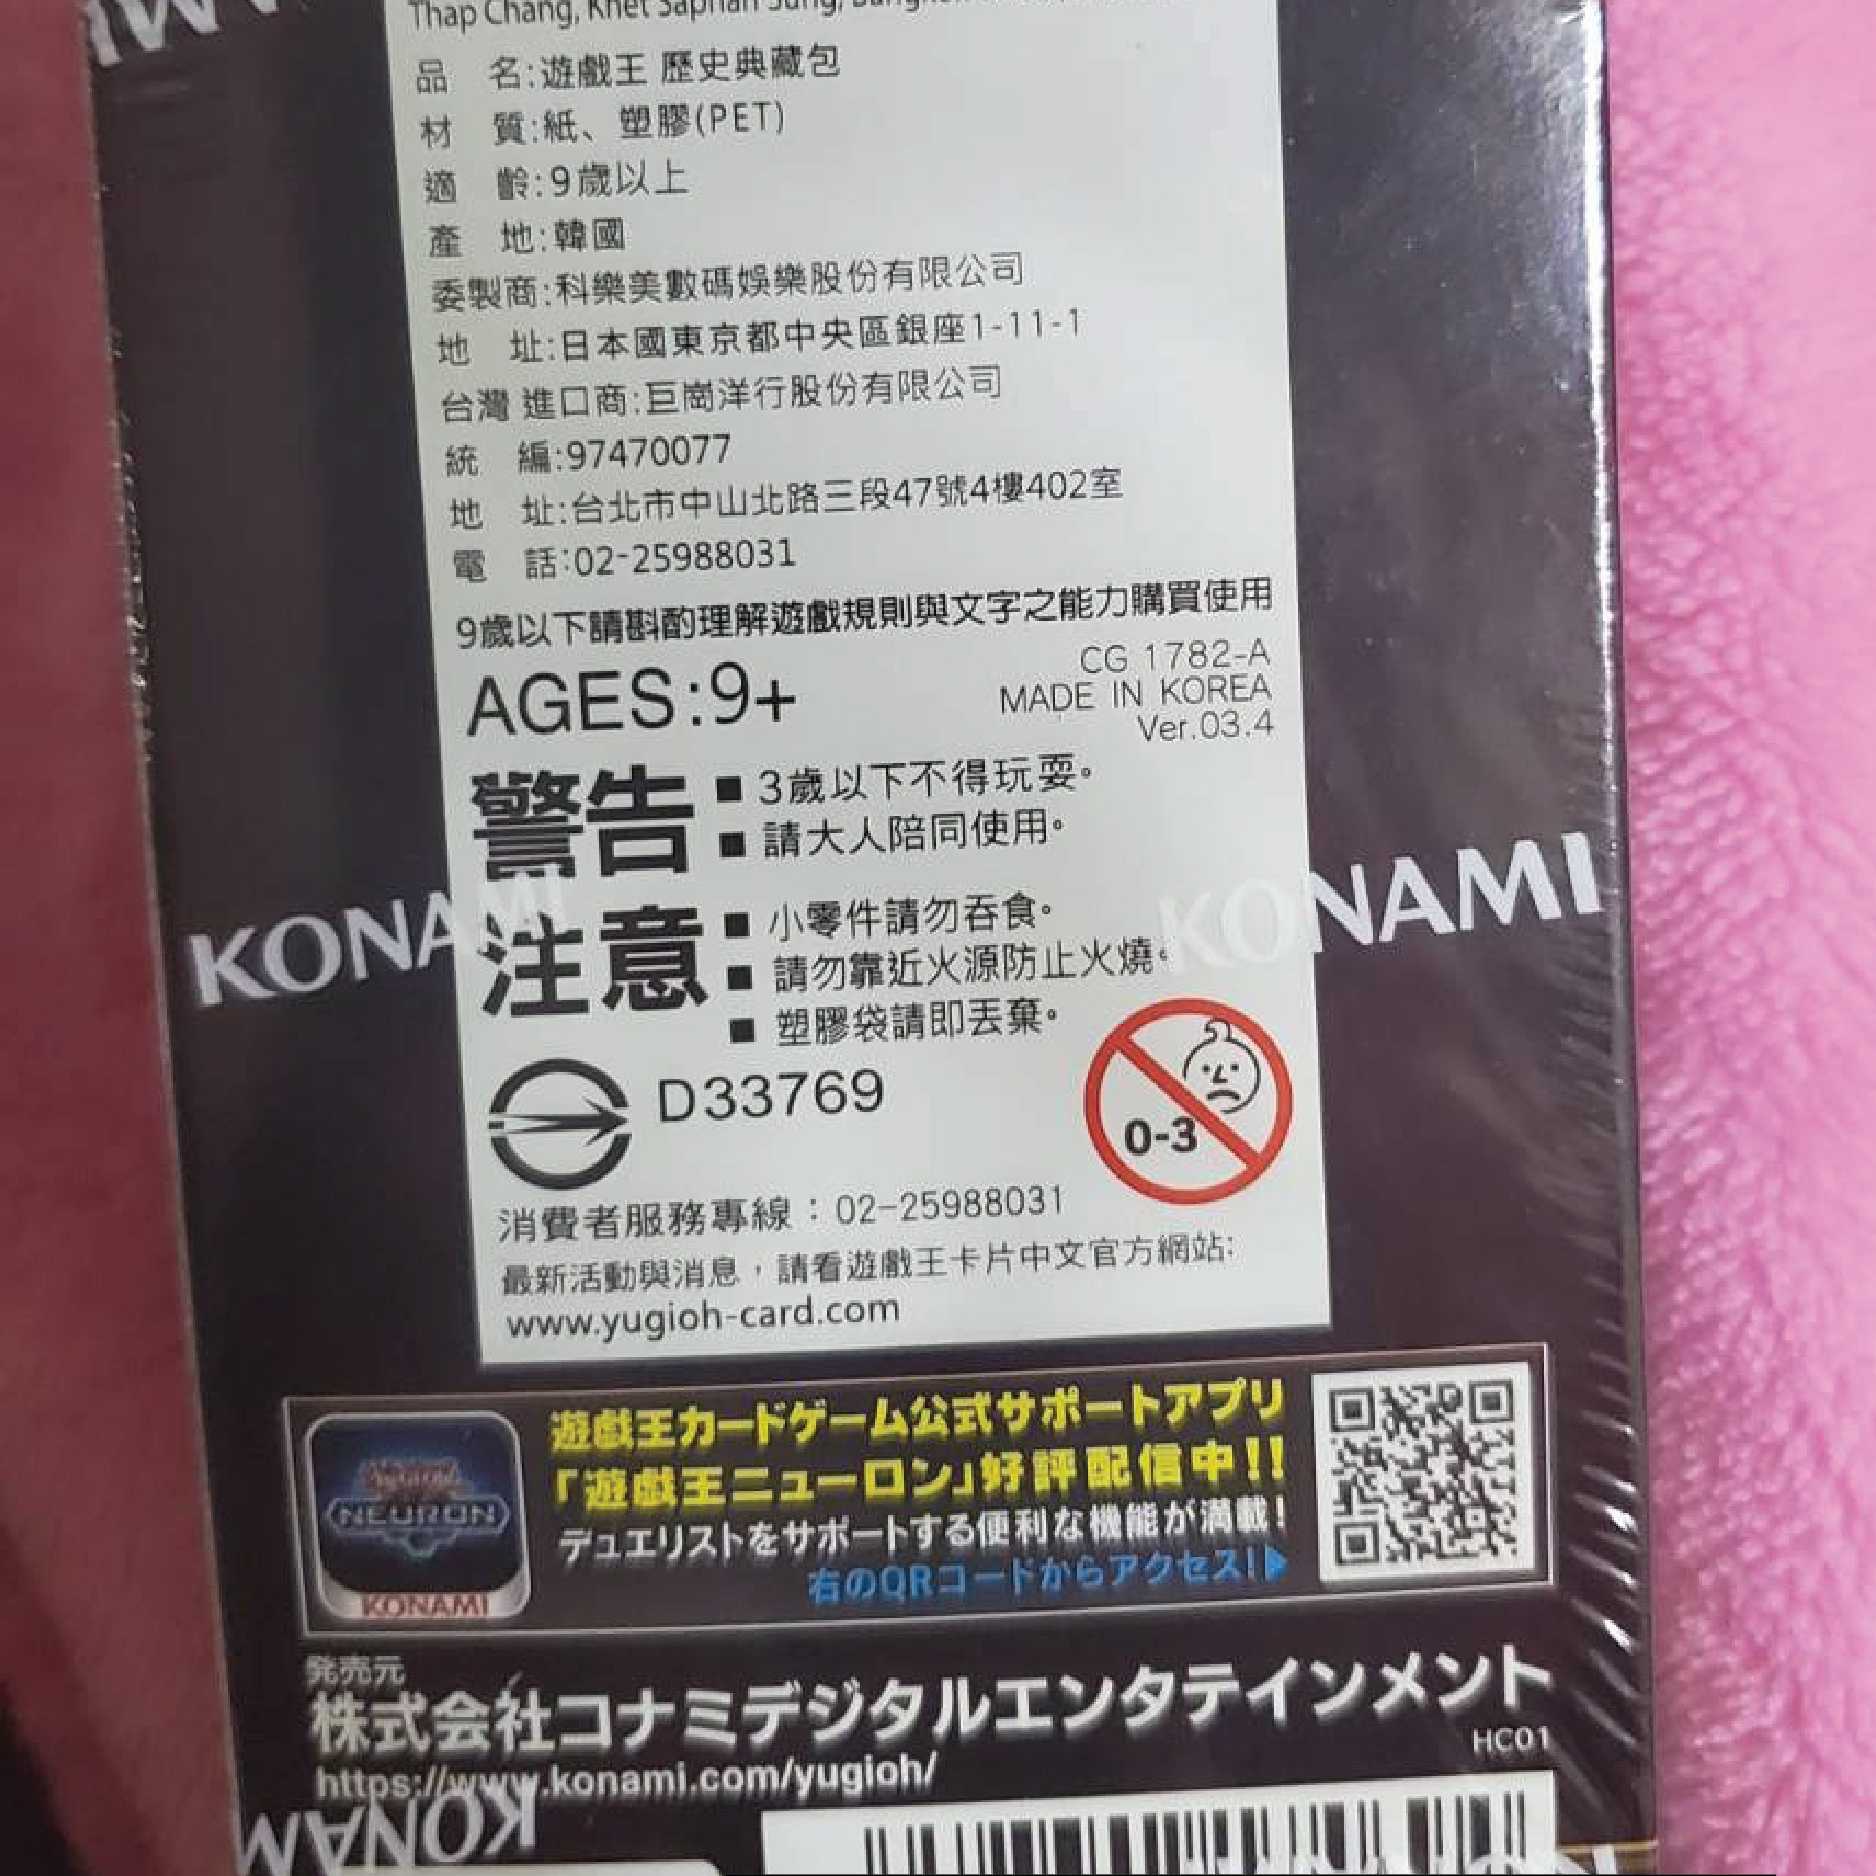 Thap Chang, Khet Saphan Sung,
品 名:遊戲王 歷史典藏包
材 質:紙、塑膠(PET)
適 齡:9歲以上
產 地:韓國
委製商:科樂美數碼娛樂股份有限公司
地 址:日本國東京都中央區銀座1-11-1
台灣 進口商:巨崗洋行股份有限公司
統 編:97470077
地 址:台北市中山北路三段47號4樓402室
電 話:02-25988031
9歲以下請斟酌理解遊戲規則與文字之能力購買使用
AGES:9+
CG 1782-A
MADE IN KOREA
Ver.03.4
警告
■ 3歲以下不得玩耍。
■ 請大人陪同使用。
KONAMI
KONAMI
注意
■ 小零件請勿吞食。
■ 請勿靠近火源防止火燒。
■ 塑膠袋請即丟棄。
D33769
0-3
消費者服務專線：02-25988031
最新活動與消息，請看遊戲王卡片中文官方網站:
www.yugioh-card.com
遊戯王カードゲーム公式サポートアプリ
「遊戯王ニューロン」好評配信中!!
デュエリストをサポートする便利な機能が満載!
右のQRコードからアクセス!▶
NEURON
KONAMI
発売元
株式会社コナミデジタルエンタテインメント
HC01
https://www.konami.com/yugioh/
KONAM